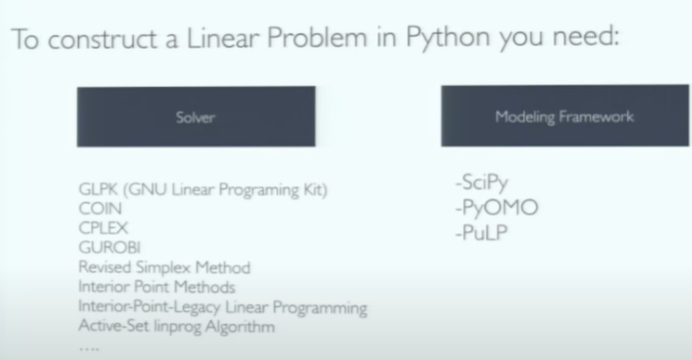 To construct a Linear Problem in Python you need:
Solver
GLPK (GNU Linear Programing Kit)
COIN
CPLEX
GUROBI
Revised Simplex Method
Interior Point Methods
Interior-Point-Legacy Linear Programming
Active-Set linprog Algorithm
....
Modeling Framework
-SciPy
-PyOMO
-PuLP